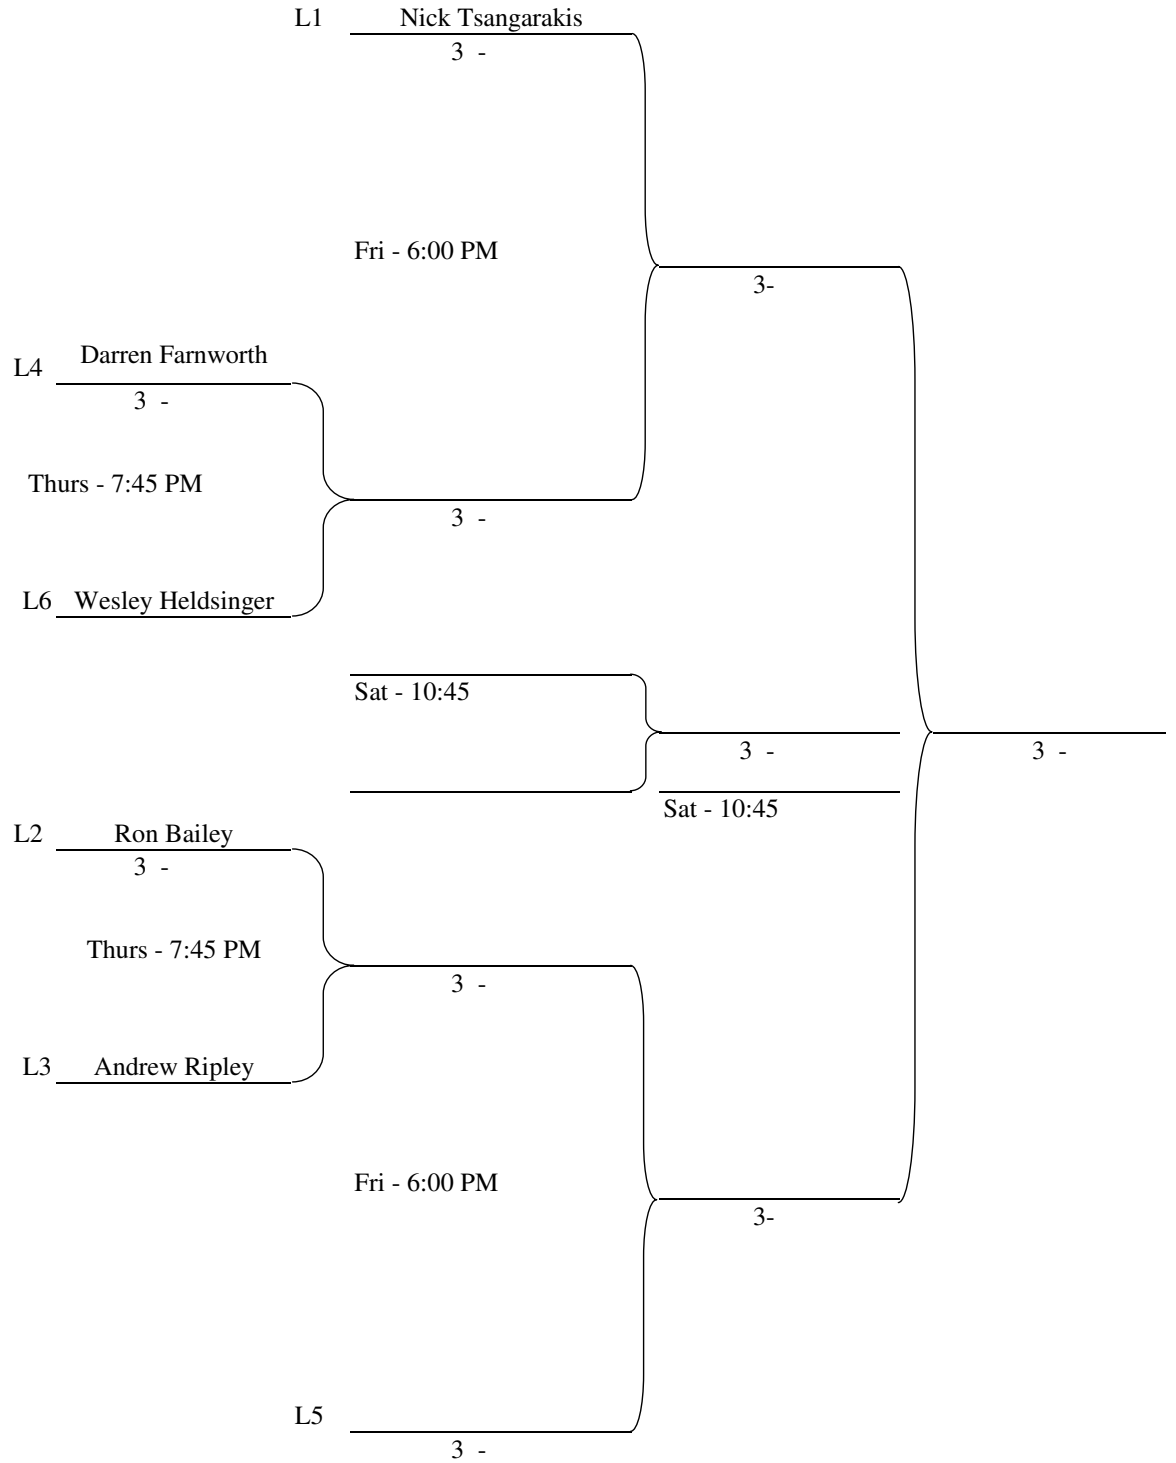 L1 Nick Tsangarakis
3 -
Fri - 6:00 PM
3-
Darren Farnworth
L4
3 -
Thurs - 7:45 PM
3 -
L6 Wesley Heldsinger
Sat - 10:45
3 - 3 -
Sat - 10:45
L2 Ron Bailey
3 -
Thurs - 7:45 PM
3 -
L3 Andrew Ripley
Fri - 6:00 PM
3-
L5
3 -